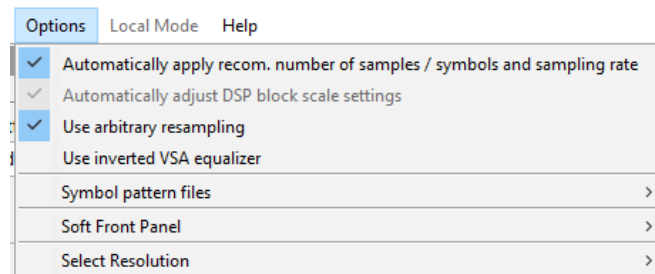 Options Local Mode Help
Automatically apply recom. number of samples / symbols and sampling rate
Automatically adjust DSP block scale settings
Use arbitrary resampling
Use inverted VSA equalizer
Symbol pattern files
Soft Front Panel
Select Resolution